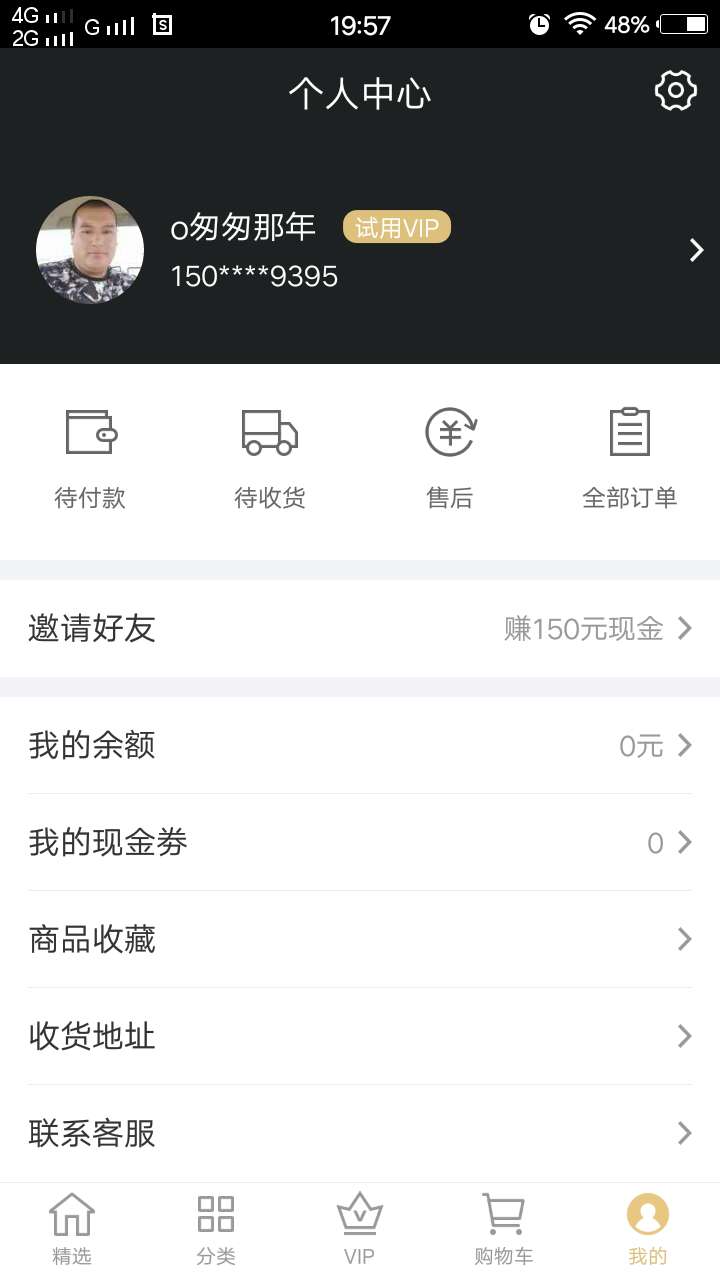 4G
2G
G
S
19:57
48%
个人中心
o匆匆那年 试用VIP
150****9395
待付款 待收货 售后 全部订单
邀请好友 赚150元现金
我的余额 0元
我的现金券 0
商品收藏
收货地址
联系客服
精选 分类 VIP 购物车 我的